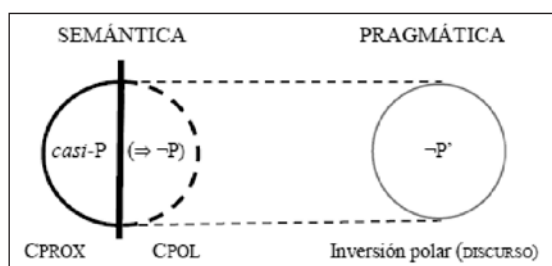 SEMÁNTICA PRAGMÁTICA
casi-P (⇒ ¬P) ¬P’
CPROX CPOL Inversión polar (DISCURSO)